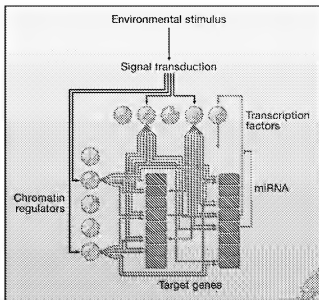 Environmental stimulus
Signal transduction
Transcription
factors
miRNA
Chromatin
regulators
Target genes